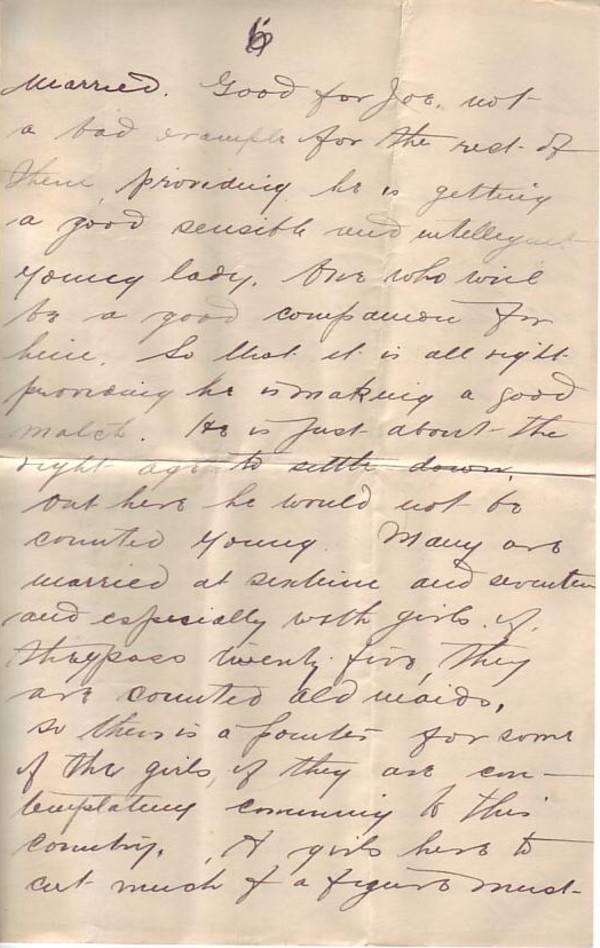 6
Married. Good for Joe, not
a bad example for the rest of
them, providing he is getting
a good sensible and intellegent
young lady. One who will
be a good companion for
him. So that it is all right
providing he is making a good
match. He is just about the
right age to settle down,
out here he would not be
counted young. Many are
married at sixteen and seventeen
and especially with girls. if
they pass twenty five, they
are counted old maids,
so there is a pointer for some
of the girls, if they are con-
templating comming to this
country. A girls here to
cut much of a figure must